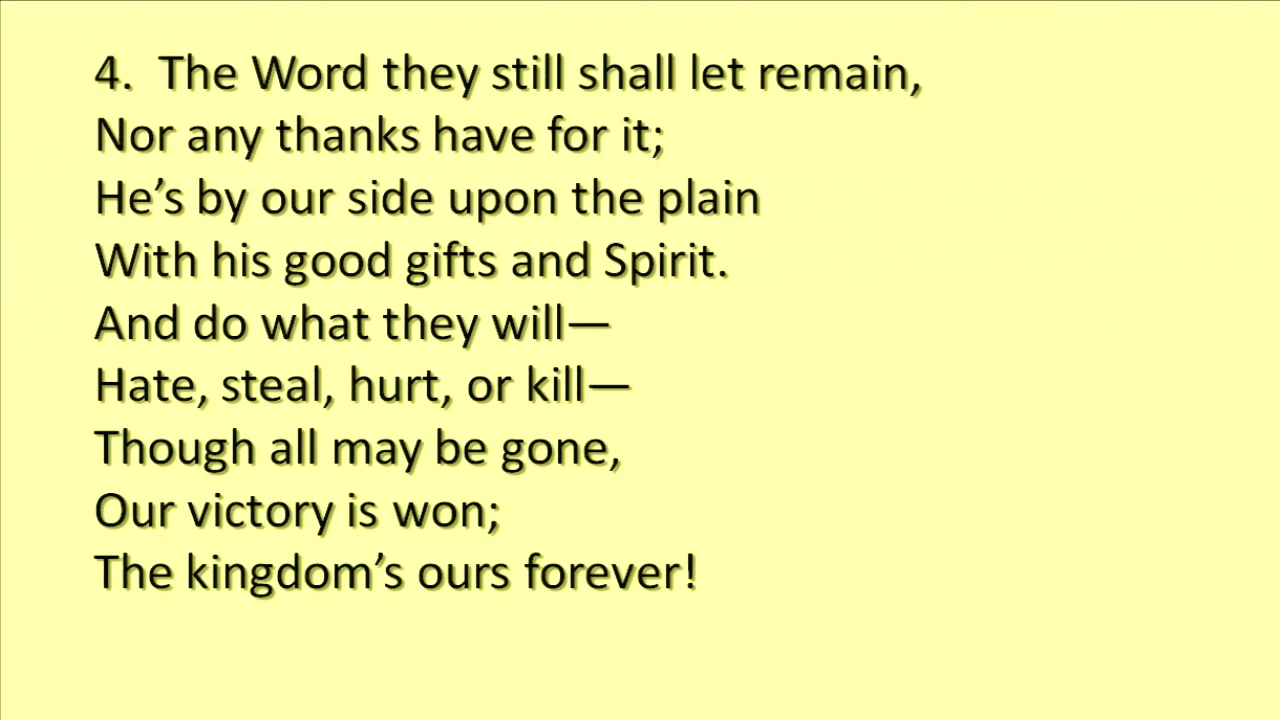 4. The Word they still shall let remain,
Nor any thanks have for it;
He’s by our side upon the plain
With his good gifts and Spirit.
And do what they will—
Hate, steal, hurt, or kill—
Though all may be gone,
Our victory is won;
The kingdom’s ours forever!